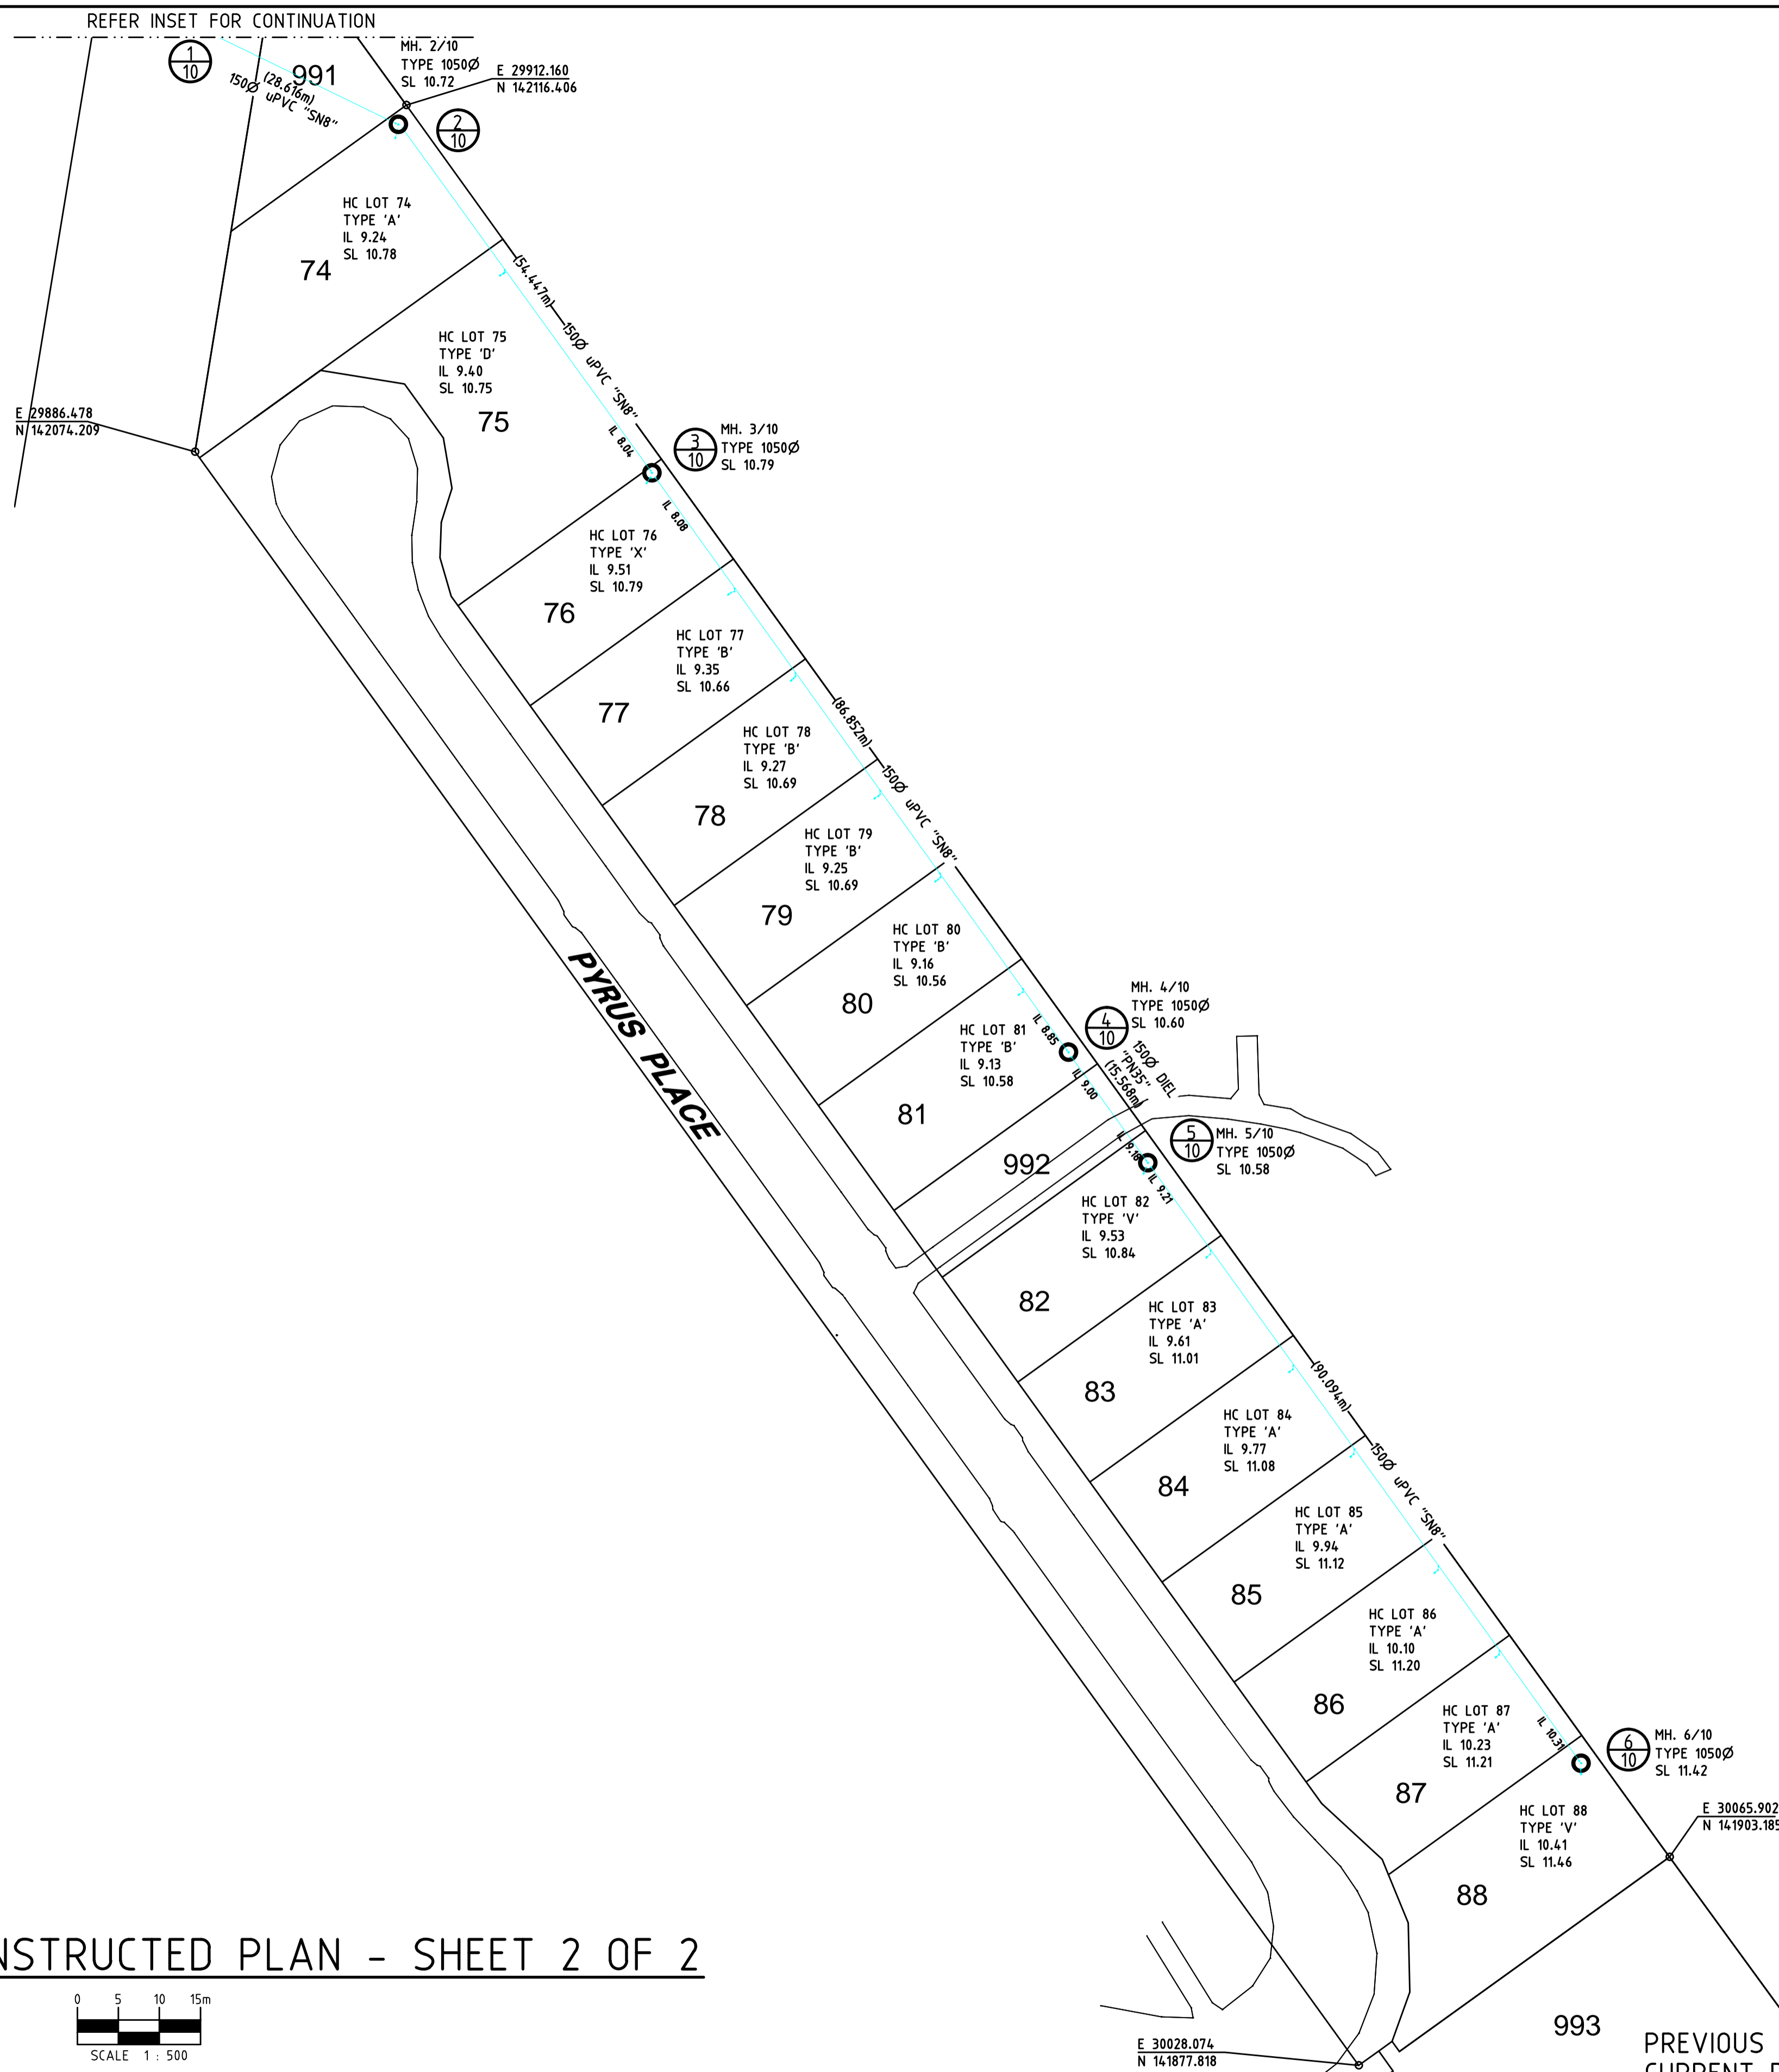 REFER INSET FOR CONTINUATION
1
10
(28.616m)
150Ø uPVC "SN8"
991
MH. 2/10
TYPE 1050Ø
SL 10.72
E 29912.160
N 142116.406
2
10
HC LOT 74
TYPE 'A'
IL 9.24
SL 10.78
74
(54.447m)
150Ø uPVC "SN8"
HC LOT 75
TYPE 'D'
IL 9.40
SL 10.75
75
E 29886.478
N 142074.209
IL 8.04
3
10
MH. 3/10
TYPE 1050Ø
SL 10.79
IL 8.08
HC LOT 76
TYPE 'X'
IL 9.51
SL 10.79
76
HC LOT 77
TYPE 'B'
IL 9.35
SL 10.66
77
(86.852m)
150Ø uPVC "SN8"
HC LOT 78
TYPE 'B'
IL 9.27
SL 10.69
78
HC LOT 79
TYPE 'B'
IL 9.25
SL 10.69
79
HC LOT 80
TYPE 'B'
IL 9.16
SL 10.56
80
PYRUS PLACE
HC LOT 81
TYPE 'B'
IL 9.13
SL 10.58
81
IL 8.85
4
10
MH. 4/10
TYPE 1050Ø
SL 10.60
IL 9.00
150Ø DIEL
"PN35"
(15.568m)
992
IL 9.18
5
10
MH. 5/10
TYPE 1050Ø
SL 10.58
IL 9.21
HC LOT 82
TYPE 'V'
IL 9.53
SL 10.84
82
HC LOT 83
TYPE 'A'
IL 9.61
SL 11.01
83
(90.094m)
150Ø uPVC "SN8"
HC LOT 84
TYPE 'A'
IL 9.77
SL 11.08
84
HC LOT 85
TYPE 'A'
IL 9.94
SL 11.12
85
HC LOT 86
TYPE 'A'
IL 10.10
SL 11.20
86
HC LOT 87
TYPE 'A'
IL 10.23
SL 11.21
87
IL 10.31
6
10
MH. 6/10
TYPE 1050Ø
SL 11.42
E 30065.902
N 141903.185
HC LOT 88
TYPE 'V'
IL 10.41
SL 11.46
88
NSTRUCTED PLAN - SHEET 2 OF 2
0 5 10 15m
SCALE 1 : 500
993
E 30028.074
N 141877.818
PREVIOUS